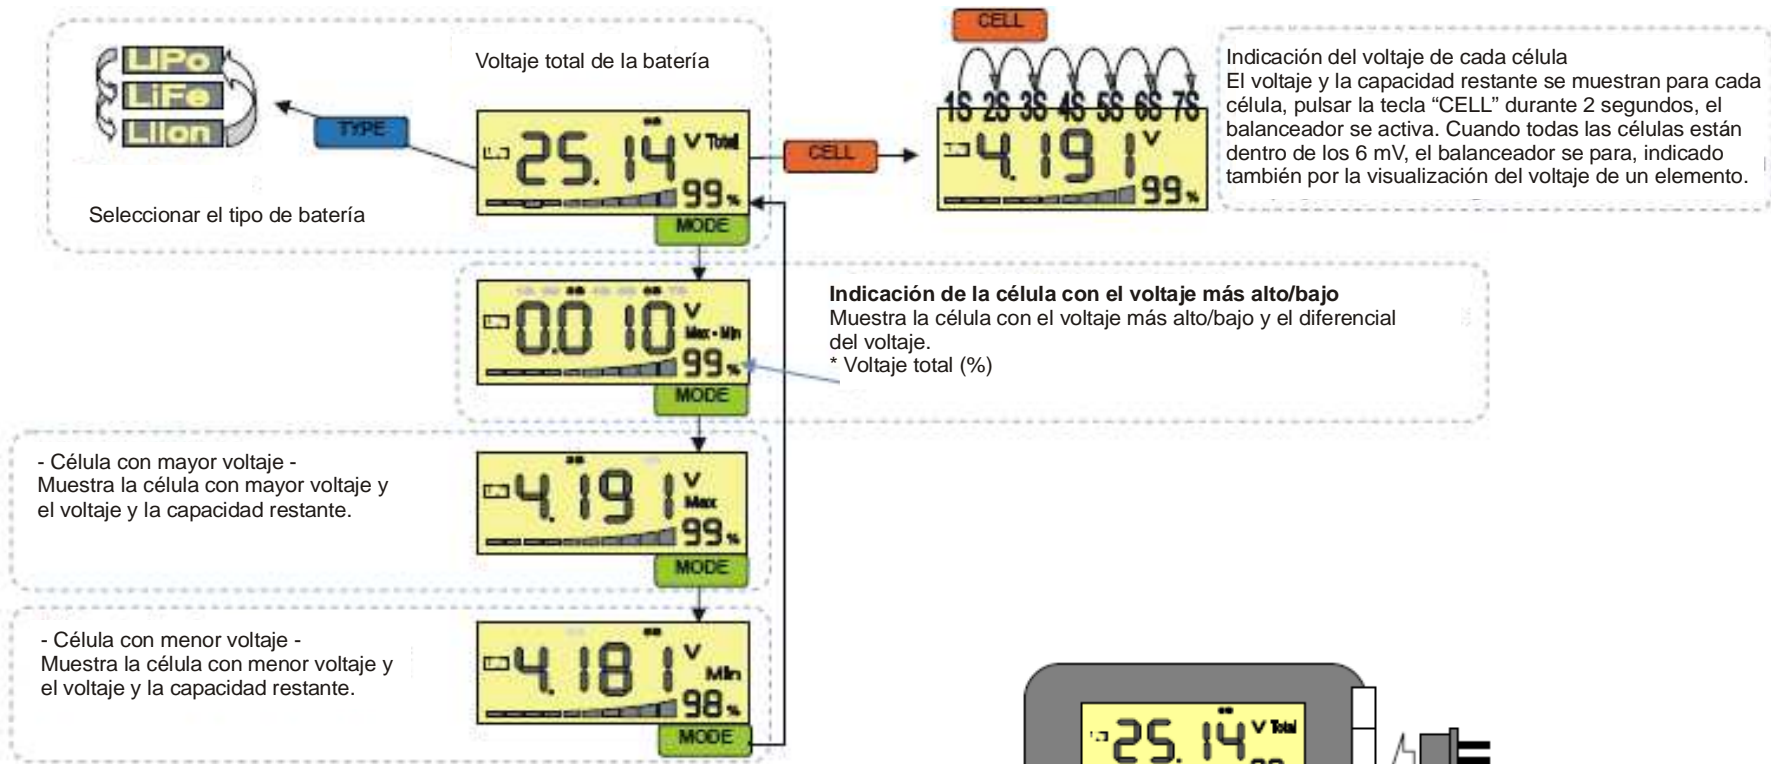 LiPo
LiFe
LiIon
TYPE
Seleccionar el tipo de batería
Voltaje total de la batería
25.14 V Total
99 %
MODE
CELL
CELL
1S 2S 3S 4S 5S 6S 7S
4.191 V
99 %
Indicación del voltaje de cada célula
El voltaje y la capacidad restante se muestran para cada
célula, pulsar la tecla “CELL” durante 2 segundos, el
balanceador se activa. Cuando todas las células están
dentro de los 6 mV, el balanceador se para, indicado
también por la visualización del voltaje de un elemento.
0.010 V
Max - Min
99 %
MODE
Indicación de la célula con el voltaje más alto/bajo
Muestra la célula con el voltaje más alto/bajo y el diferencial
del voltaje.
* Voltaje total (%)
- Célula con mayor voltaje -
Muestra la célula con mayor voltaje y
el voltaje y la capacidad restante.
4.191 V
Max
99 %
MODE
- Célula con menor voltaje -
Muestra la célula con menor voltaje y
el voltaje y la capacidad restante.
4.181 V
Min
98 %
MODE
25.14 V Total